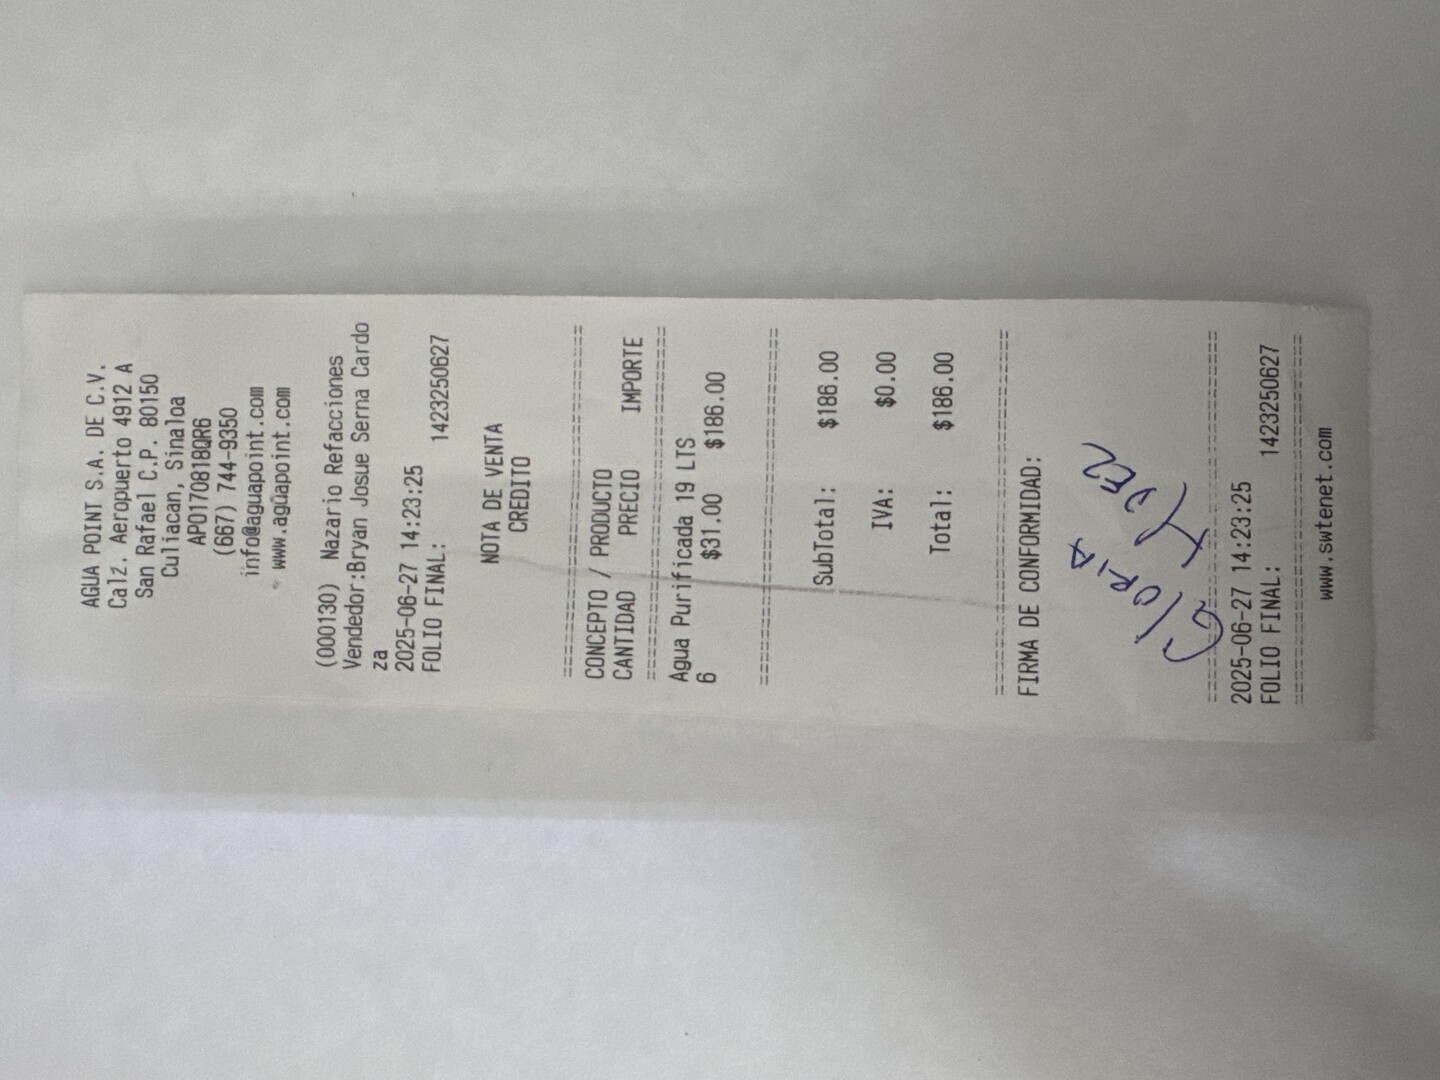 AGUA POINT S.A. DE C.V.
Calz. Aeropuerto 4912 A
San Rafael C.P. 80150
Culiacan, Sinaloa
APO170818QR6
(667) 744-9350
info@aguapoint.com
www.aguapoint.com
(000130) Nazario Refacciones
Vendedor:Bryan Josue Serna Cardo
za
2025-06-27 14:23:25
FOLIO FINAL: 1423250627
NOTA DE VENTA
CREDITO
CONCEPTO / PRODUCTO
CANTIDAD PRECIO IMPORTE
Agua Purificada 19 LTS
6 $31.00 $186.00
SubTotal: $186.00
IVA: $0.00
Total: $186.00
FIRMA DE CONFORMIDAD:
Gloria
2025-06-27 14:23:25
FOLIO FINAL: 1423250627
www.swtenet.com